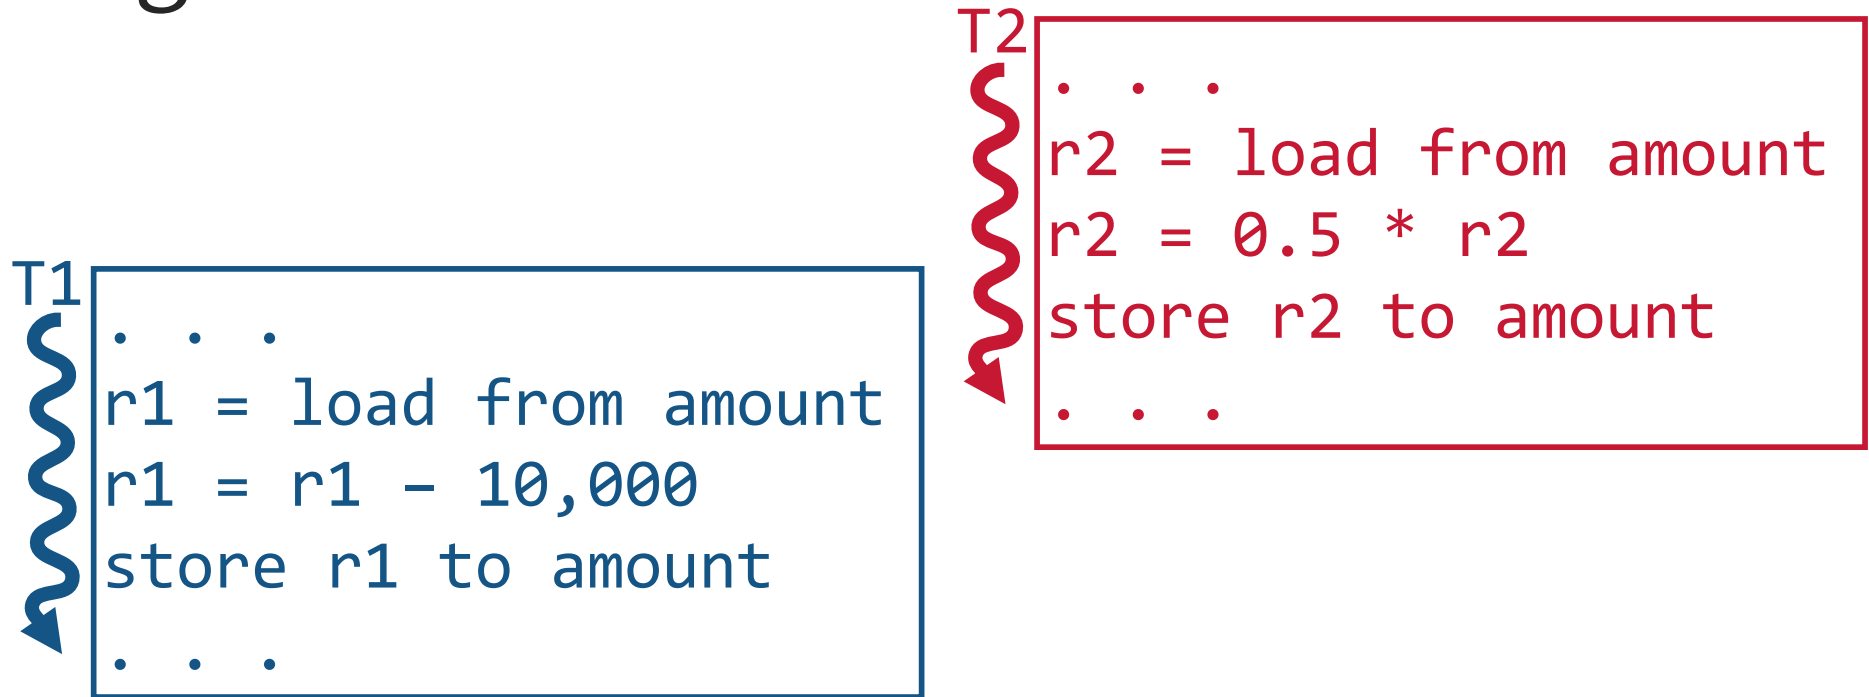 T2
. . .
r2 = load from amount
r2 = 0.5 * r2
store r2 to amount
. . .
T1
. . .
r1 = load from amount
r1 = r1 – 10,000
store r1 to amount
. . .